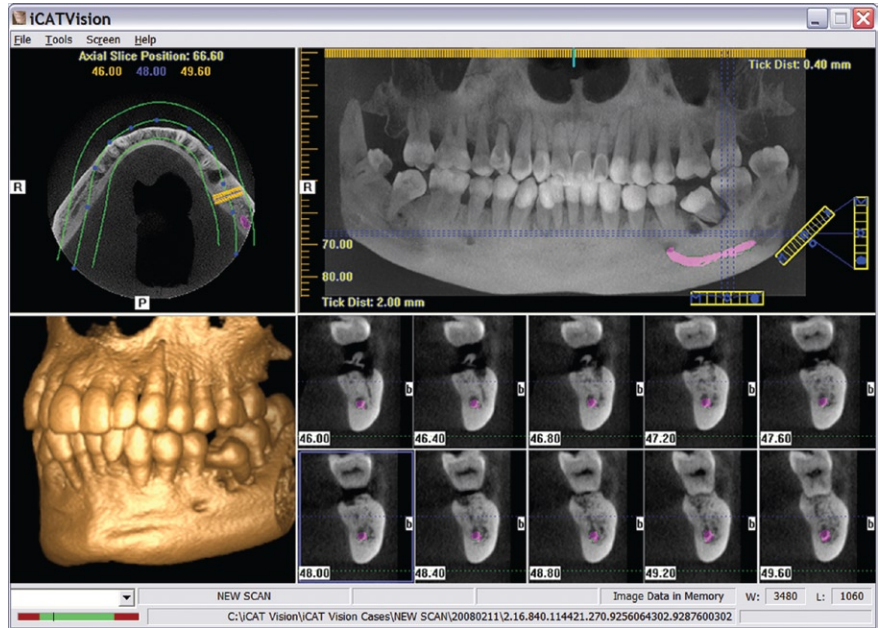 iCATVision
File Tools Screen Help
Axial Slice Position: 66.60
46.00 48.00 49.60
R
P
Tick Dist: 0.40 mm
R
70.00
80.00
Tick Dist: 2.00 mm
46.00 b 46.40 b 46.80 b 47.20 b 47.60 b
48.00 b 48.40 b 48.80 b 49.20 b 49.60 b
NEW SCAN Image Data in Memory W: 3480 L: 1060
C:\iCAT Vision\iCAT Vision Cases\NEW SCAN\20080211\2.16.840.114421.270.9256064302.9287600302